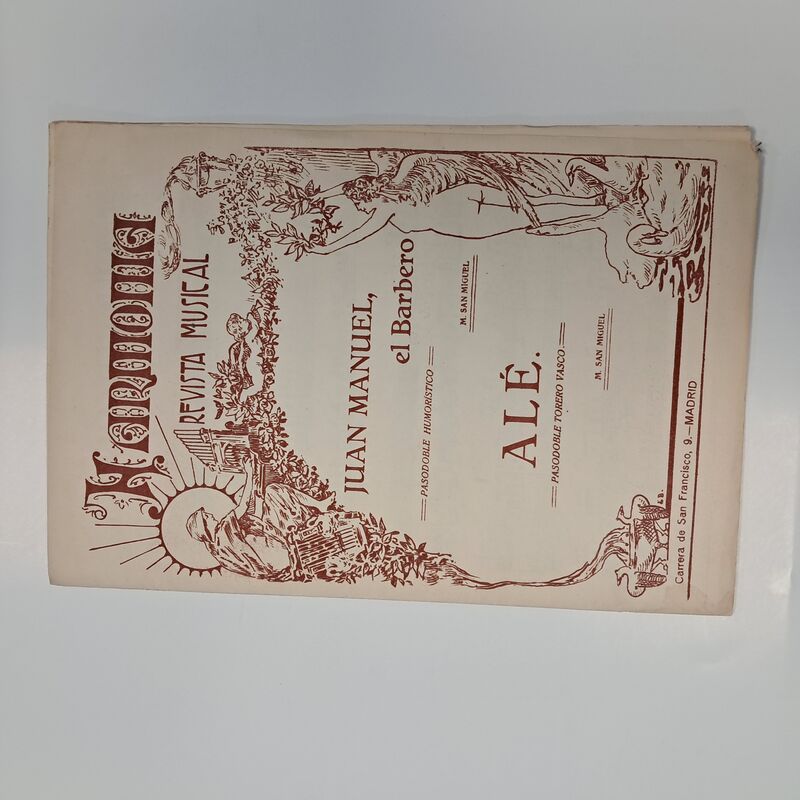 Harmonia
REVISTA MUSICAL
JUAN MANUEL,
el Barbero
PASODOBLE HUMORÍSTICO
M. SAN MIGUEL
ALÉ.
PASODOBLE TORERO VASCO
M. SAN MIGUEL
Carrera de San Francisco, 9.—MADRID